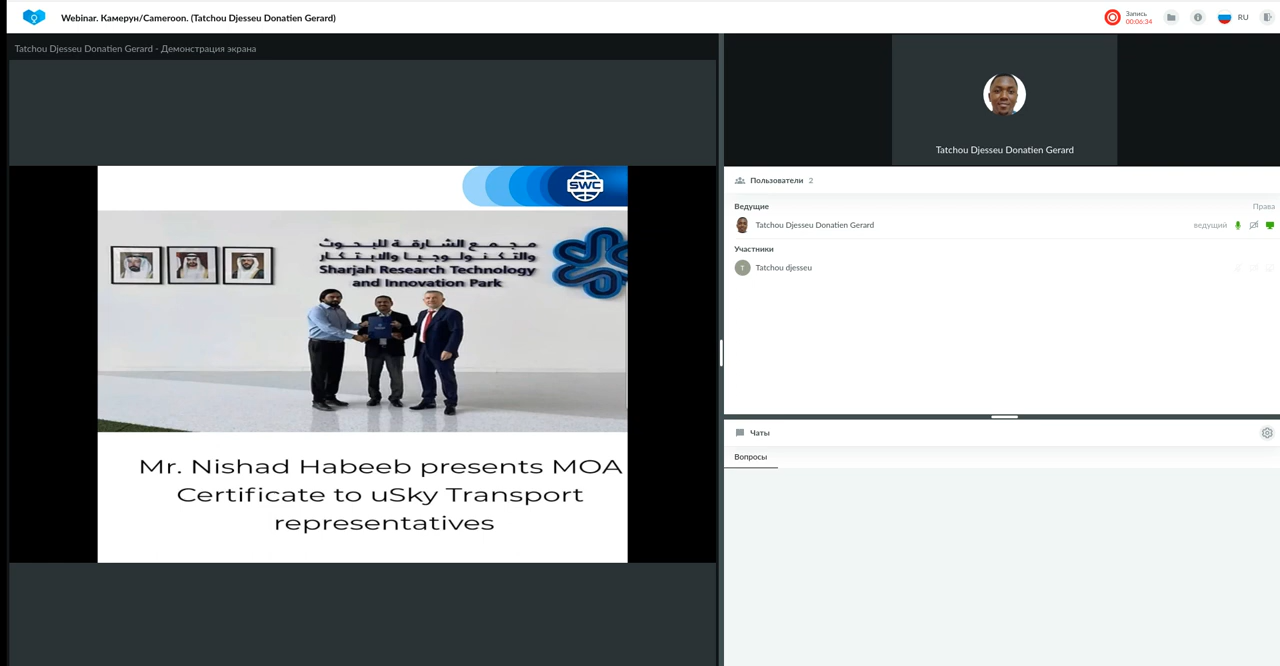 Webinar. Камерун/Cameroon. (Tatchou Djesseu Donatien Gerard)
Запись
00:06:34
RU
Tatchou Djesseu Donatien Gerard - Демонстрация экрана
SWC
مجمع الشارقة للبحوث
والتكنولوجيا والابتكار
Sharjah Research Technology
and Innovation Park
Mr. Nishad Habeeb presents MOA
Certificate to uSky Transport
representatives
Tatchou Djesseu Donatien Gerard
Пользователи 2
Ведущие Права
Tatchou Djesseu Donatien Gerard ведущий
Участники
T Tatchou djesseu
Чаты
Вопросы